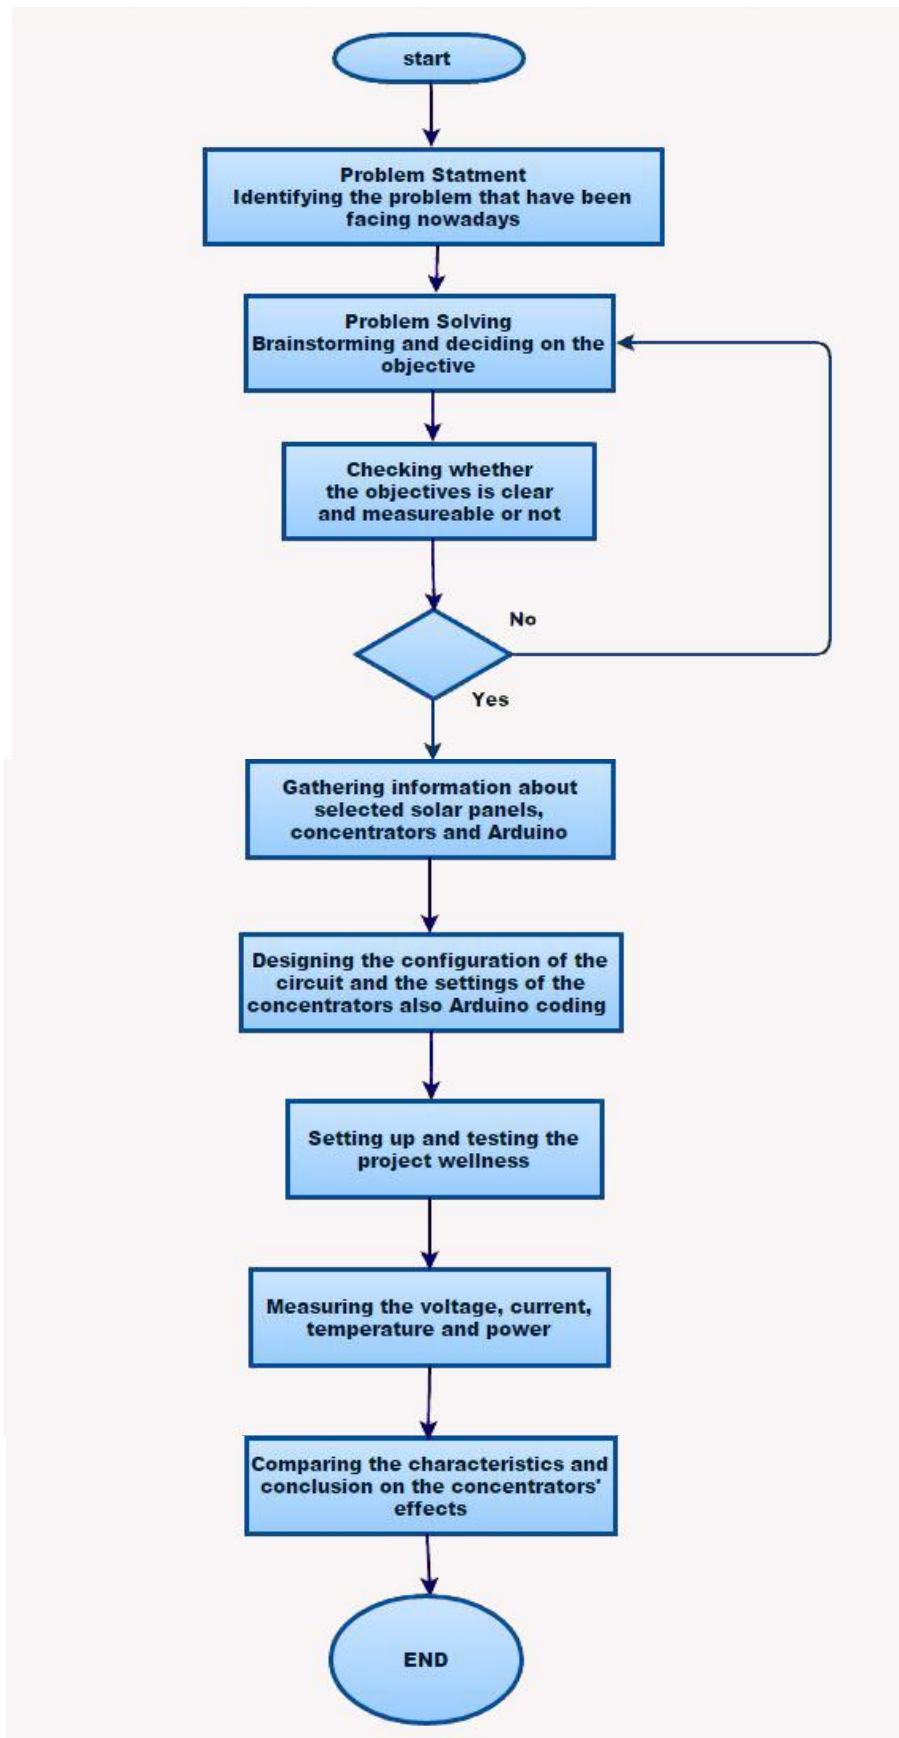 start
Problem Statment
Identifying the problem that have been
facing nowadays
Problem Solving
Brainstorming and deciding on the
objective
Checking whether
the objectives is clear
and measureable or not
No
Yes
Gathering information about
selected solar panels,
concentrators and Arduino
Designing the configuration of the
circuit and the settings of the
concentrators also Arduino coding
Setting up and testing the
project wellness
Measuring the voltage, current,
temperature and power
Comparing the characteristics and
conclusion on the concentrators'
effects
END